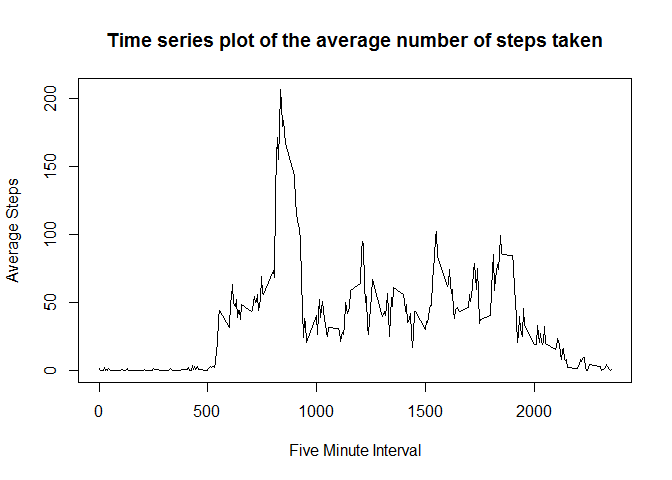 Time series plot of the average number of steps taken
Average Steps
200
150
100
50
0
0 500 1000 1500 2000
Five Minute Interval